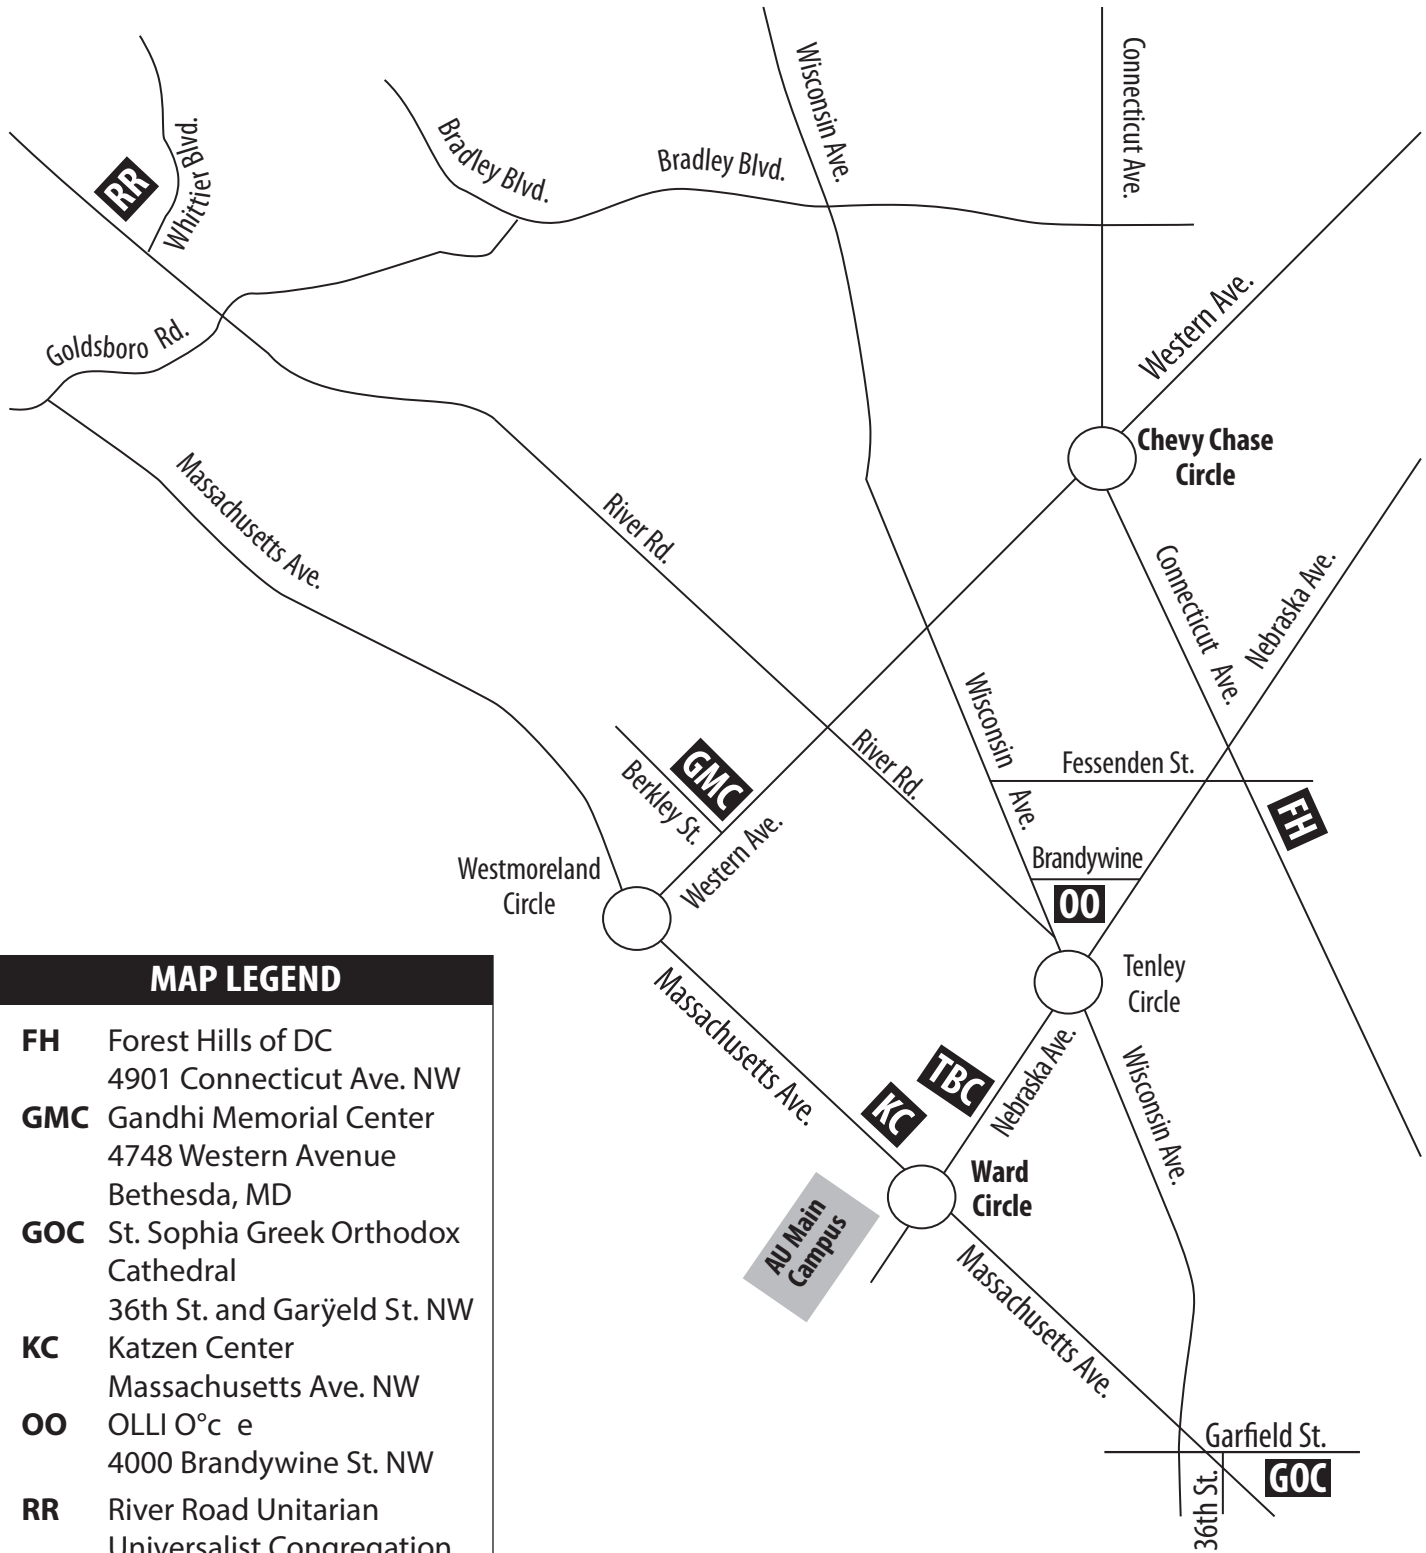 Wisconsin Ave.
Connecticut Ave.
Whittier Blvd.
RR
Bradley Blvd.
Bradley Blvd.
Western Ave.
Goldsboro Rd.
Chevy Chase
Circle
Massachusetts Ave.
River Rd.
Connecticut Ave.
Nebraska Ave.
Wisconsin Ave.
River Rd.
Fessenden St.
GMC
Berkley St.
FH
Western Ave.
Brandywine
OO
Westmoreland
Circle
Tenley
Circle
Massachusetts Ave.
TBC
KC
Nebraska Ave.
Wisconsin Ave.
Ward
Circle
AU Main
Campus
Massachusetts Ave.
Garfield St.
GOC
36th St.
MAP LEGEND
FH Forest Hills of DC
4901 Connecticut Ave. NW
GMC Gandhi Memorial Center
4748 Western Avenue
Bethesda, MD
GOC St. Sophia Greek Orthodox
Cathedral
36th St. and Garÿeld St. NW
KC Katzen Center
Massachusetts Ave. NW
OO OLLI O°c e
4000 Brandywine St. NW
RR River Road Unitarian
Universalist Congregation